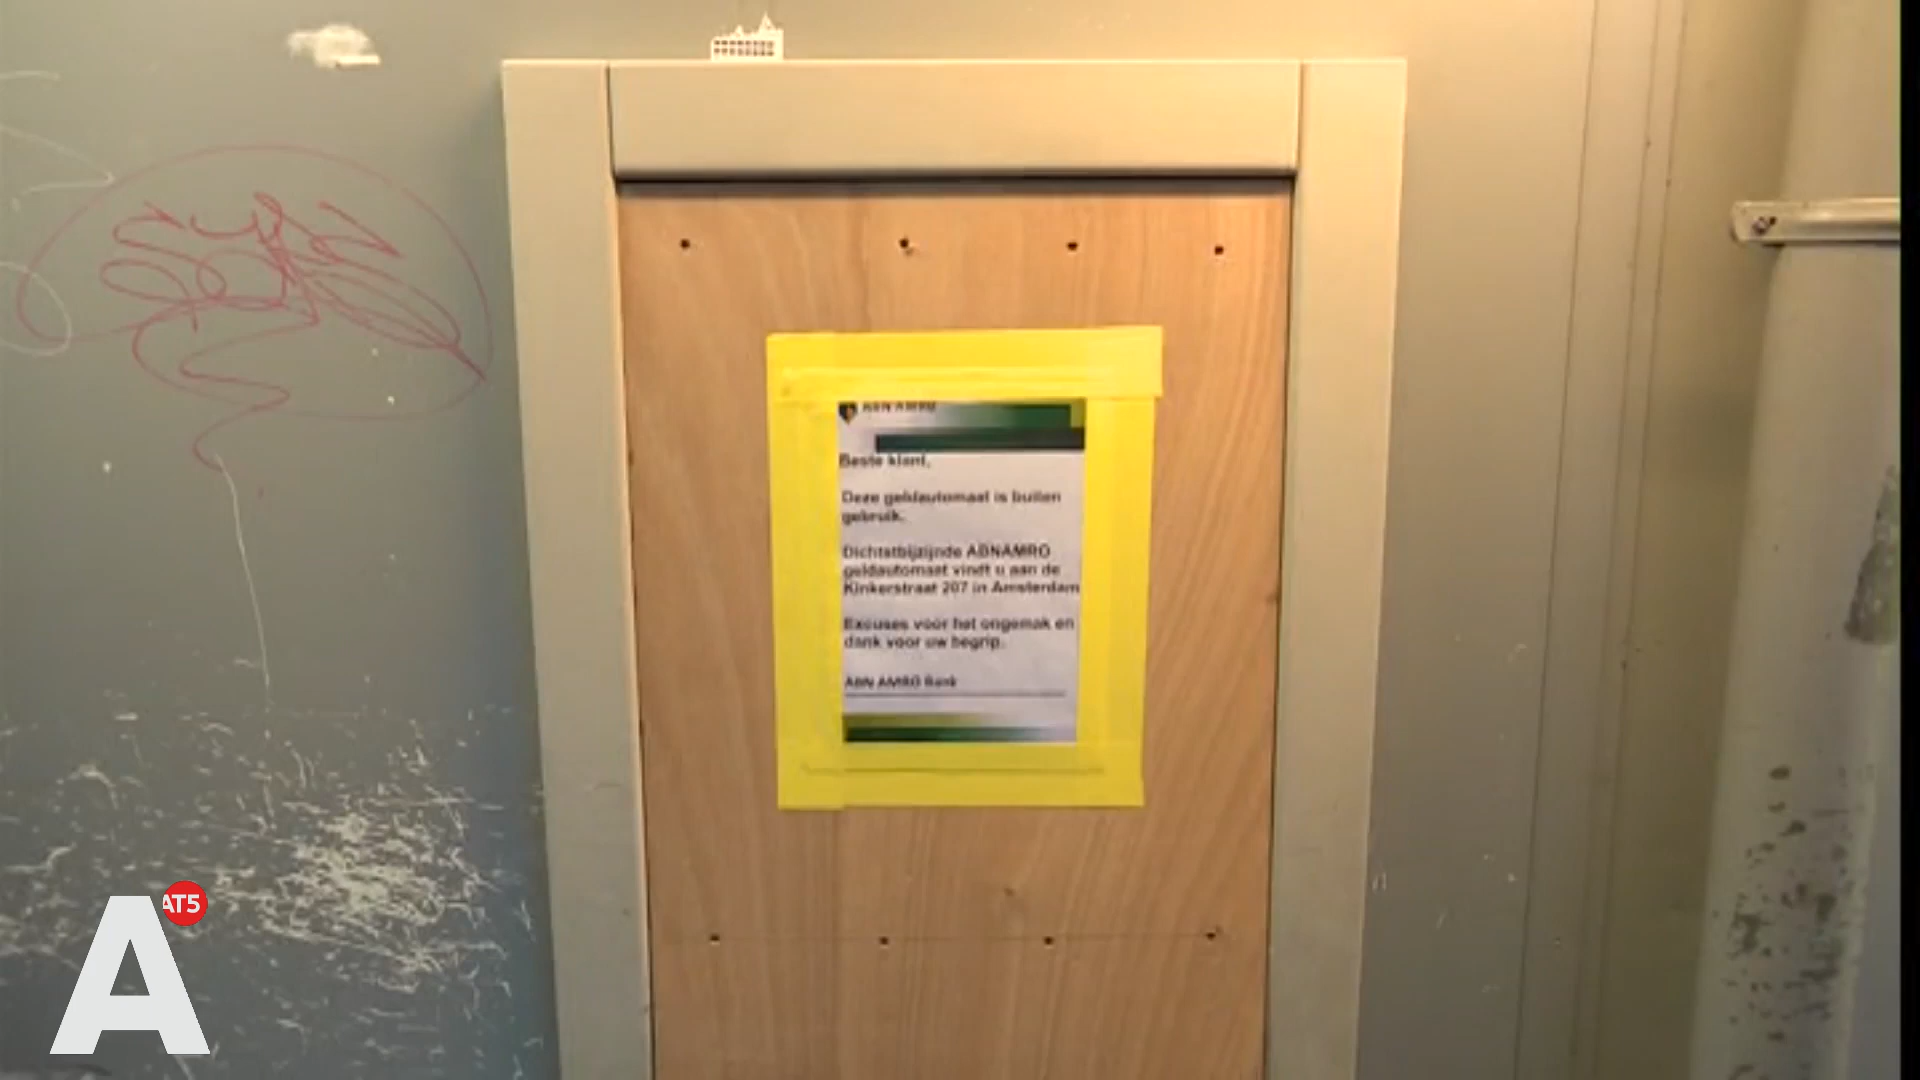 ABN AMRO
Beste klant,
Deze geldautomaat is buiten
gebruik.
Dichtstbijzijnde ABNAMRO
geldautomaat vindt u aan de
Kinkerstraat 207 in Amsterdam
Excuses voor het ongemak en
dank voor uw begrip.
ABN AMRO Bank
A
AT5